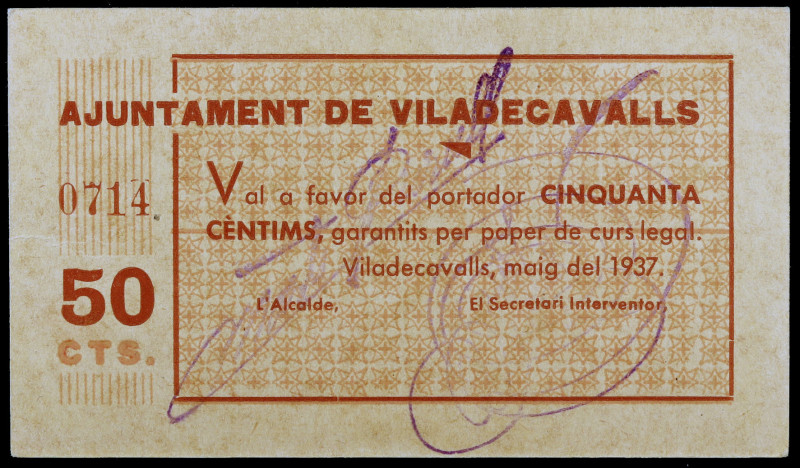 AJUNTAMENT DE VILADECAVALLS
0714
Val a favor del portador CINQUANTA
CÈNTIMS, garantits per paper de curs legal.
Viladecavalls, maig del 1937.
50
CTS.
L'Alcalde,
El Secretari Interventor,